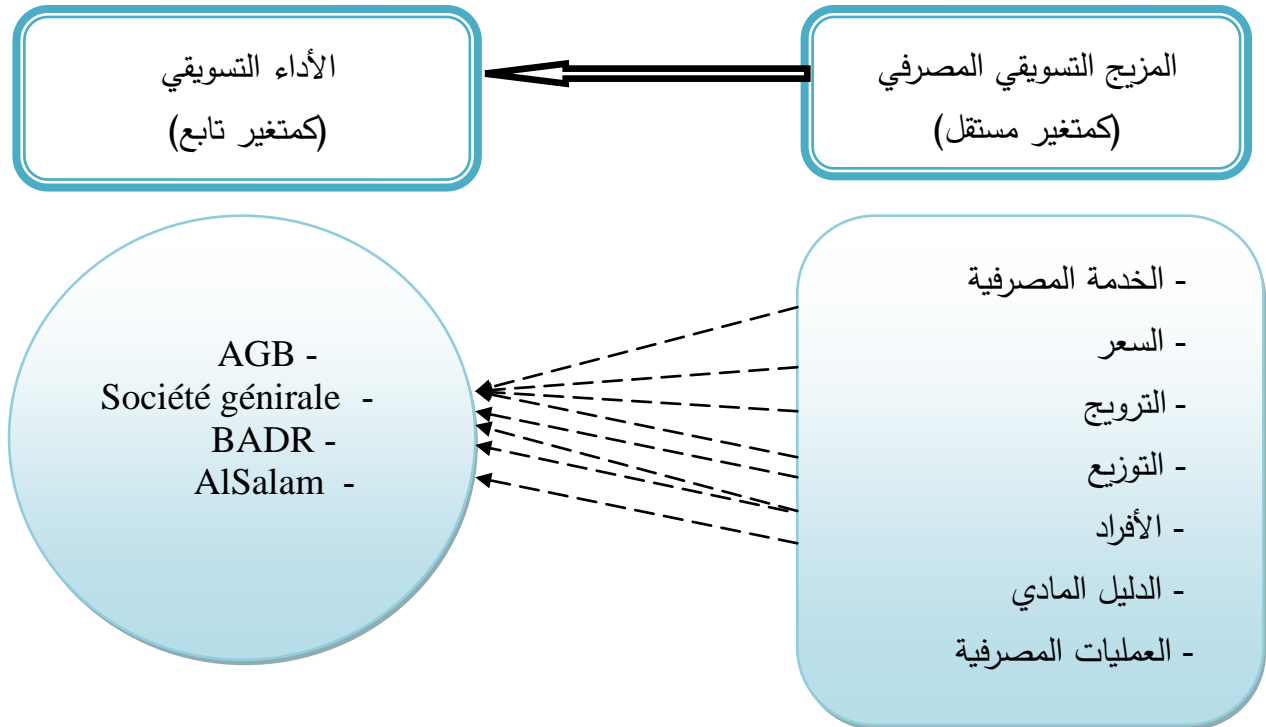 المزيج التسويقي المصرفي
(كمتغير مستقل)
الأداء التسويقي
(كمتغير تابع)
- الخدمة المصرفية
- السعر
- الترويج
- التوزيع
- الأفراد
- الدليل المادي
- العمليات المصرفية
AGB -
Société génirale -
BADR -
AlSalam -